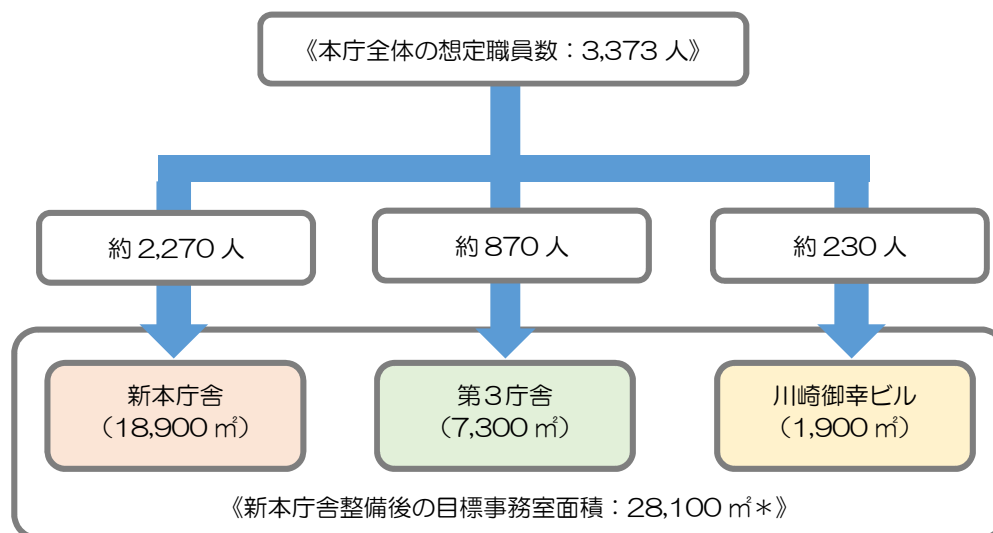 《本庁全体の想定職員数：3,373 人》
約 2,270 人
約 870 人
約 230 人
新本庁舎
（18,900 ㎡）
第３庁舎
（7,300 ㎡）
川崎御幸ビル
（1,900 ㎡）
《新本庁舎整備後の目標事務室面積：28,100 ㎡＊》